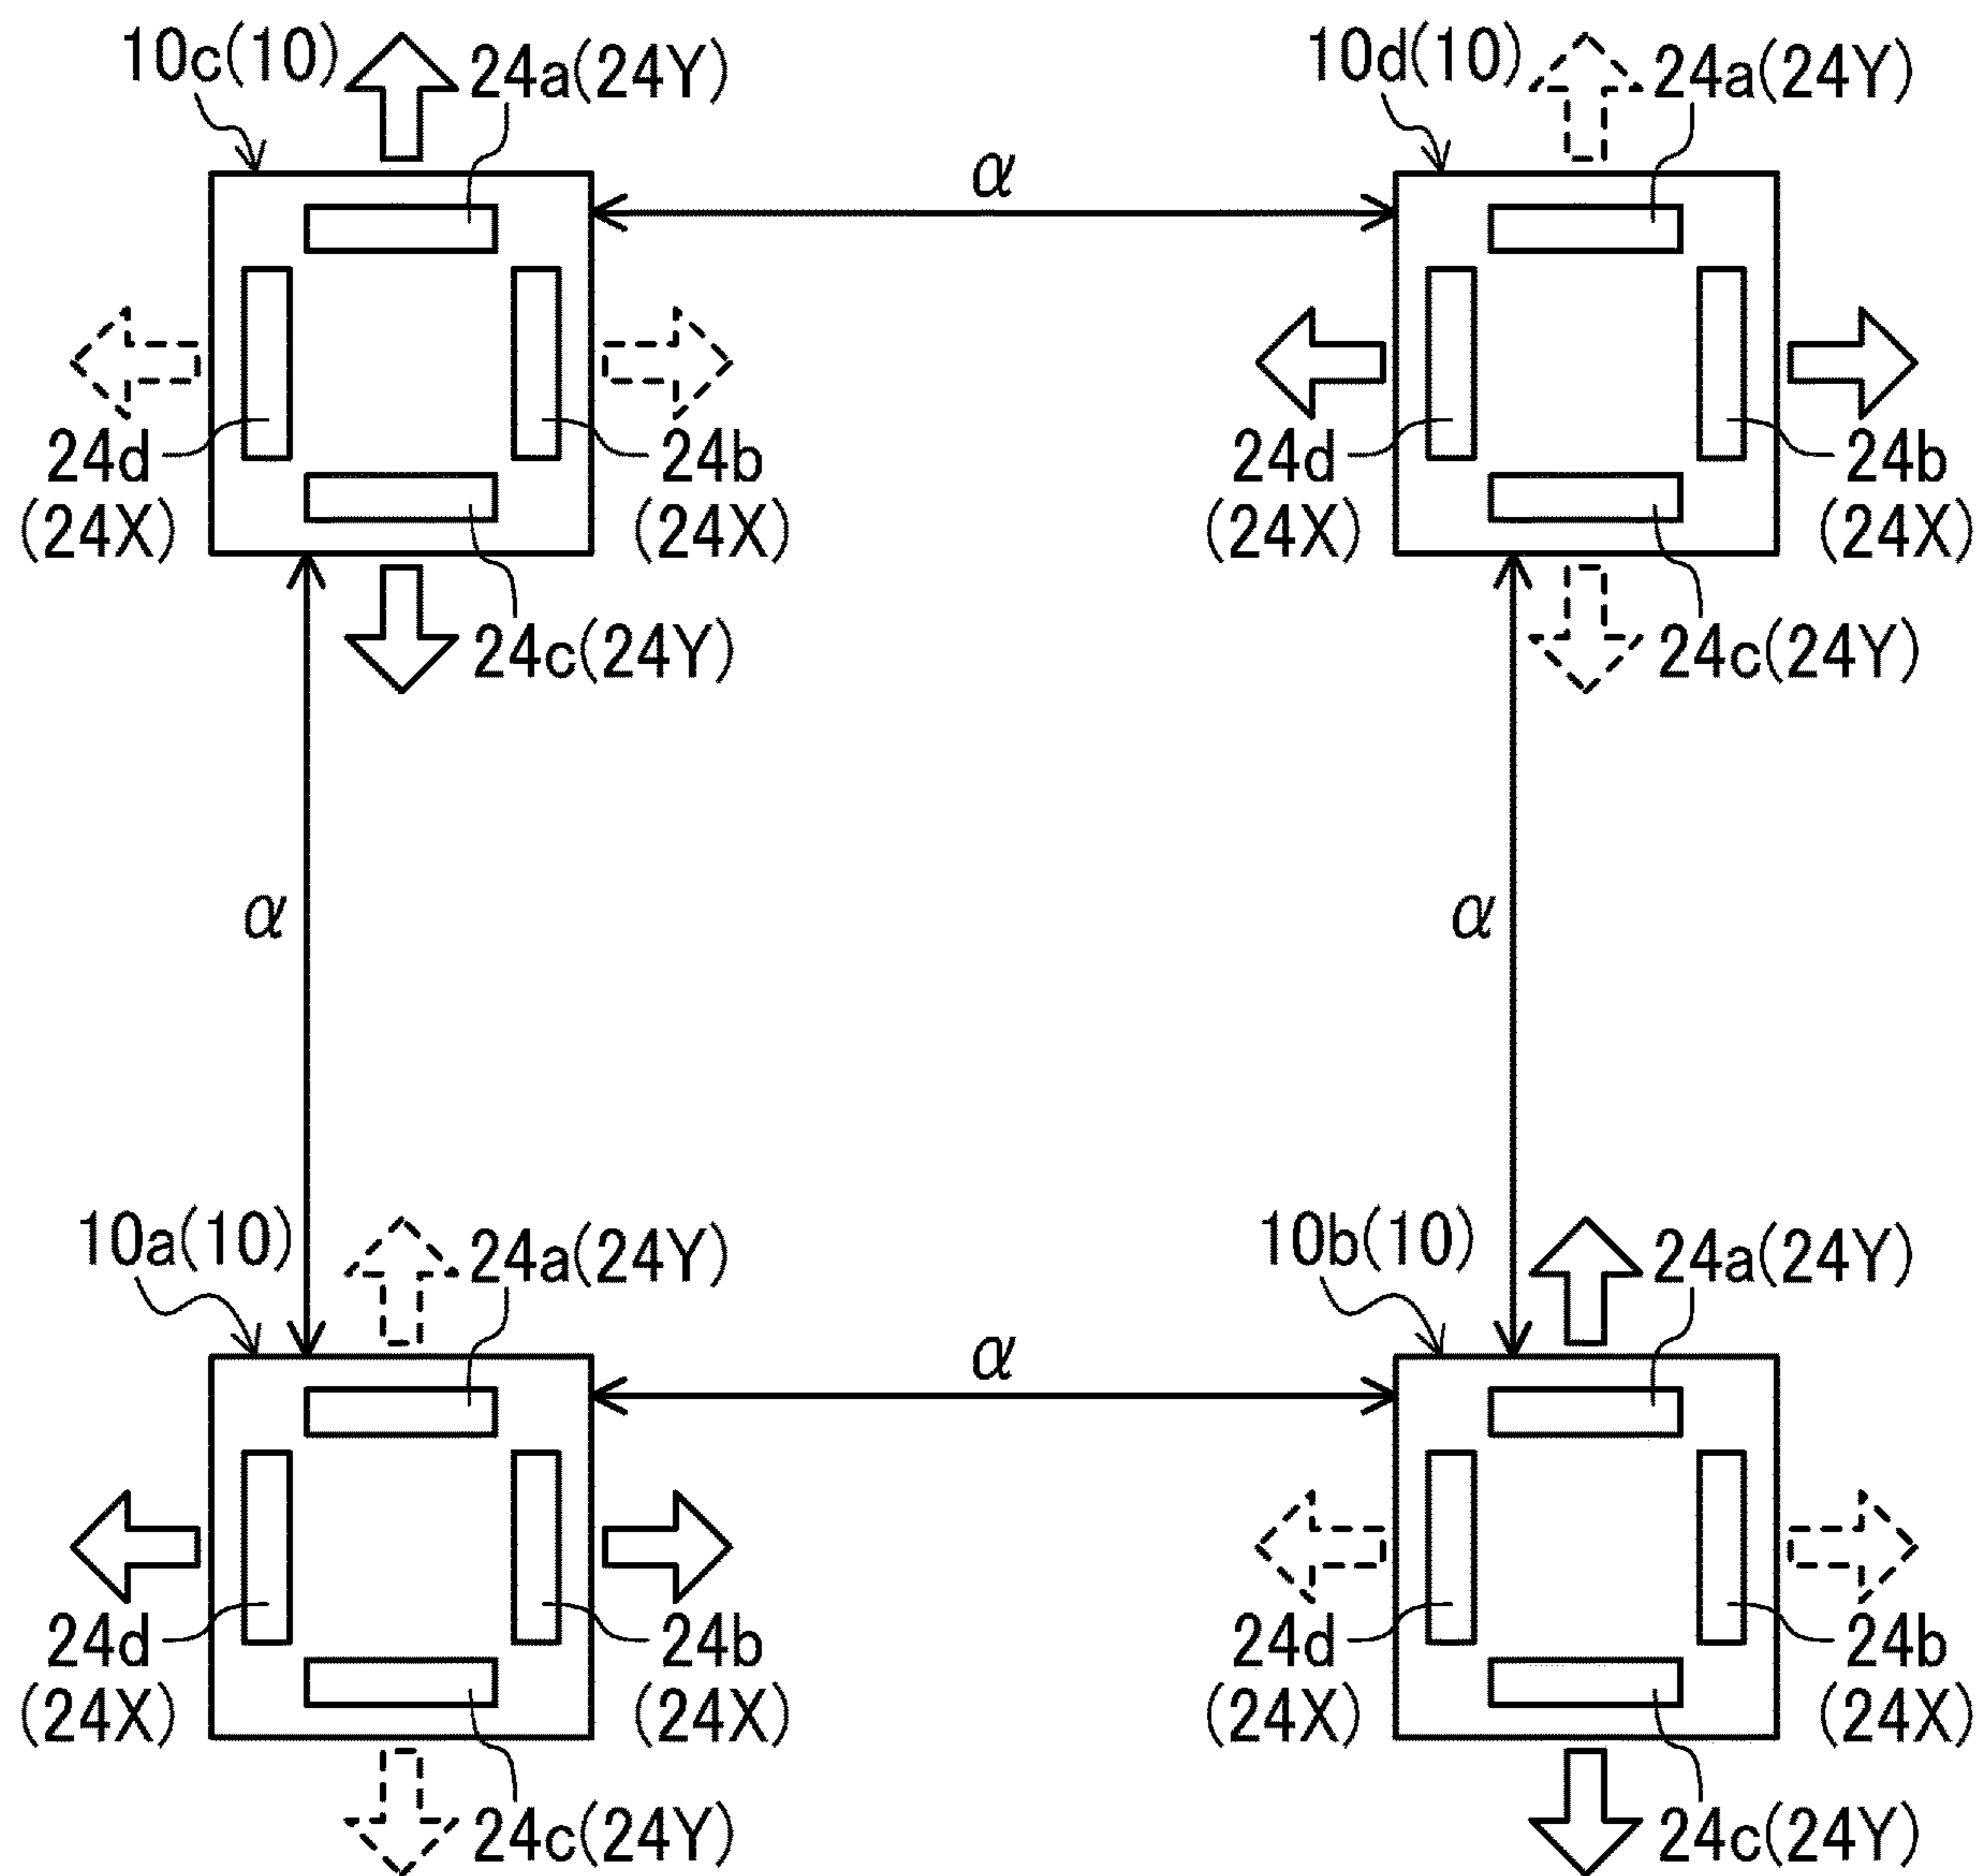 10c(10) 24a(24Y) 10d(10) 24a(24Y)
α
24d 24b 24d 24b
(24X) (24X) (24X) (24X)
24c(24Y) 24c(24Y)
α α
10a(10) 24a(24Y) 10b(10) 24a(24Y)
α
24d 24b 24d 24b
(24X) (24X) (24X) (24X)
24c(24Y) 24c(24Y)